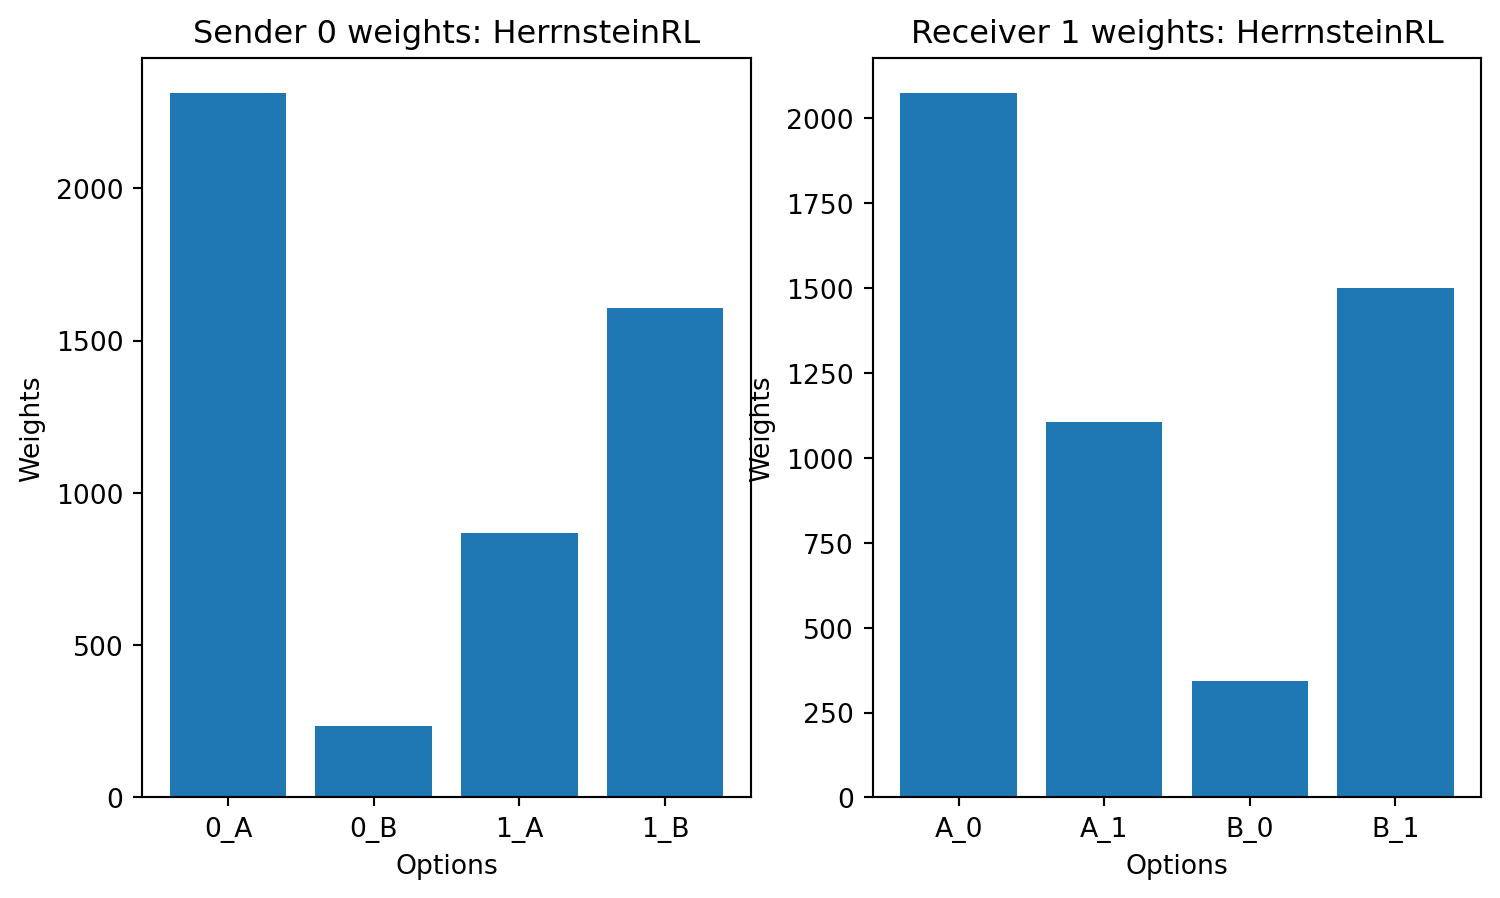 Sender 0 weights: HerrnsteinRL
Weights
2000
1500
1000
500
0
0_A 0_B 1_A 1_B
Options
Receiver 1 weights: HerrnsteinRL
Weights
2000
1750
1500
1250
1000
750
500
250
0
A_0 A_1 B_0 B_1
Options